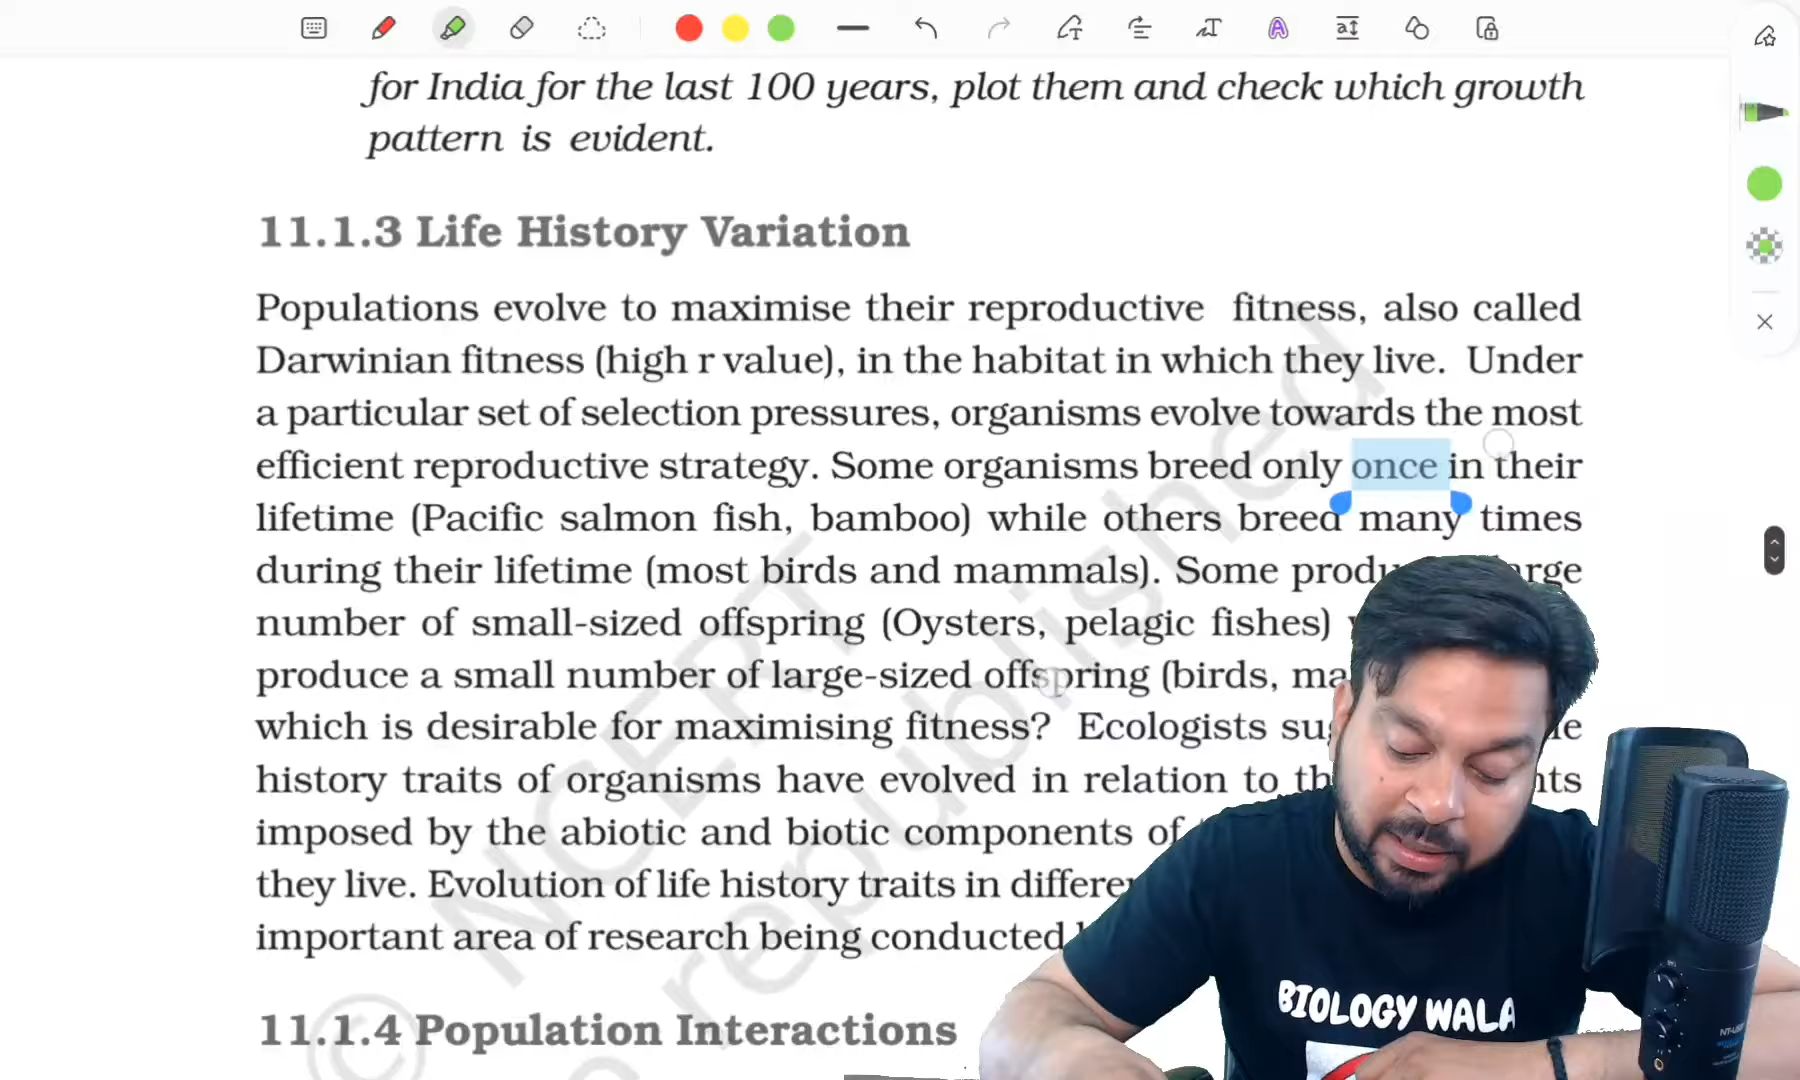 for India for the last 100 years, plot them and check which growth
pattern is evident.
11.1.3 Life History Variation
Populations evolve to maximise their reproductive fitness, also called
Darwinian fitness (high r value), in the habitat in which they live. Under
a particular set of selection pressures, organisms evolve towards the most
efficient reproductive strategy. Some organisms breed only once in their
lifetime (Pacific salmon fish, bamboo) while others breed many times
during their lifetime (most birds and mammals). Some
number of small-sized offspring (Oysters, pelagic fishes)
produce a small number of large-sized offspring (birds,
which is desirable for maximising fitness? Ecologists
history traits of organisms have evolved in relation to
imposed by the abiotic and biotic components of
they live. Evolution of life history traits in
important area of research being conducted
11.1.4 Population Interactions
© NCERT
republished
BIOLOGY WALA